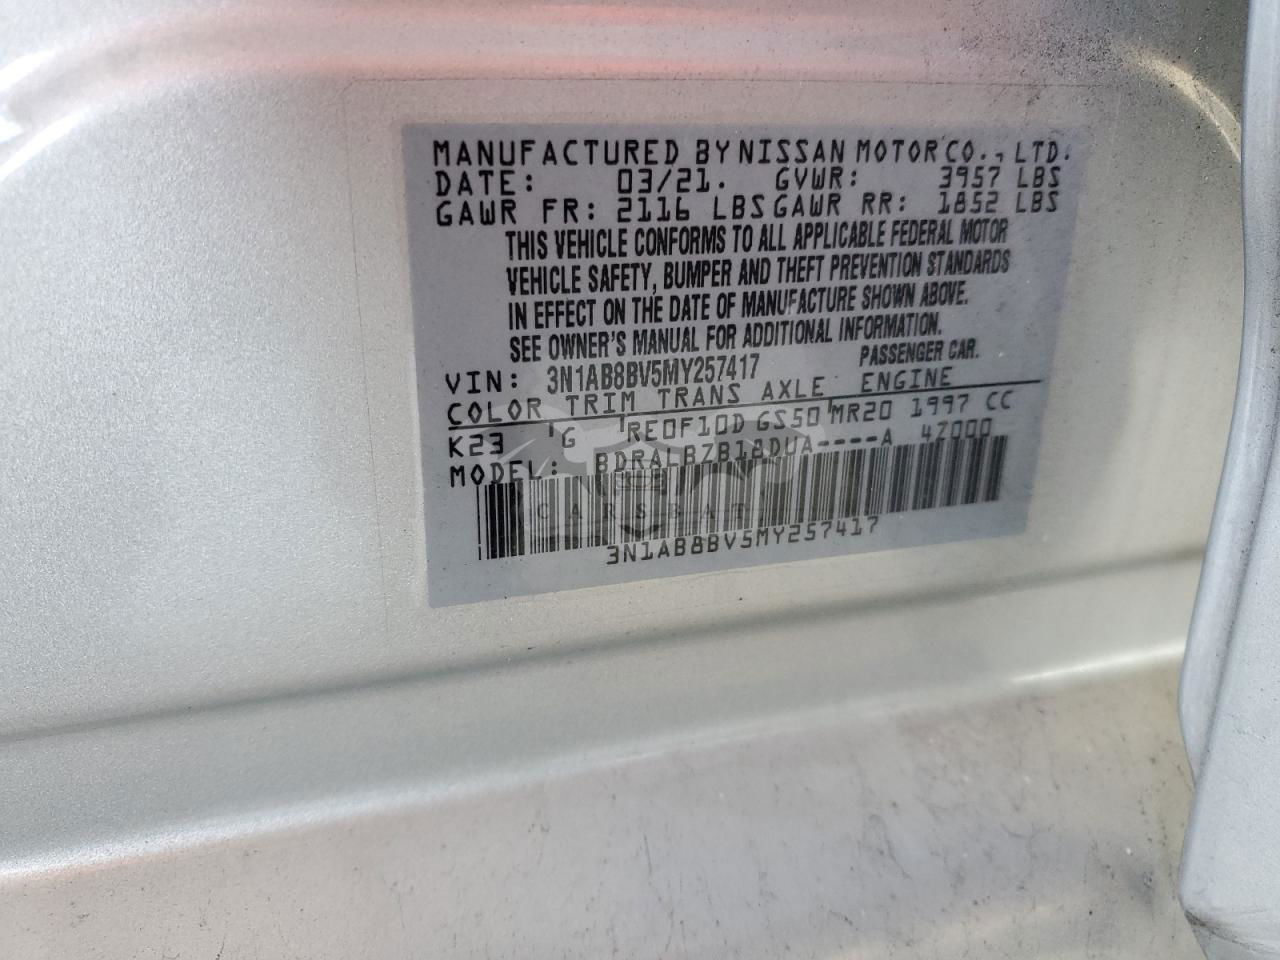 MANUFACTURED BY NISSAN MOTOR CO., LTD.
DATE: 03/21. GVWR: 3957 LBS
GAWR FR: 2116 LBS GAWR RR: 1852 LBS
THIS VEHICLE CONFORMS TO ALL APPLICABLE FEDERAL MOTOR
VEHICLE SAFETY, BUMPER AND THEFT PREVENTION STANDARDS
IN EFFECT ON THE DATE OF MANUFACTURE SHOWN ABOVE.
SEE OWNER'S MANUAL FOR ADDITIONAL INFORMATION.
VIN: 3N1AB8BV5MY257417 PASSENGER CAR.
COLOR TRIM TRANS AXLE ENGINE
K23 'G 'RE0F10D GS50 'MR20 1997 CC
MODEL: BDRALBZB18DUA----A 47000
CARSBAT
3N1AB8BV5MY257417